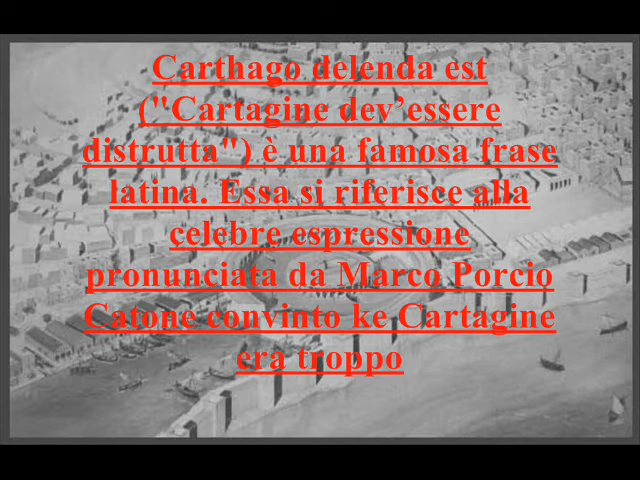 Carthago delenda est
("Cartagine dev’essere
distrutta") è una famosa frase
latina. Essa si riferisce alla
celebre espressione
pronunciata da Marco Porcio
Catone convinto ke Cartagine
era troppo